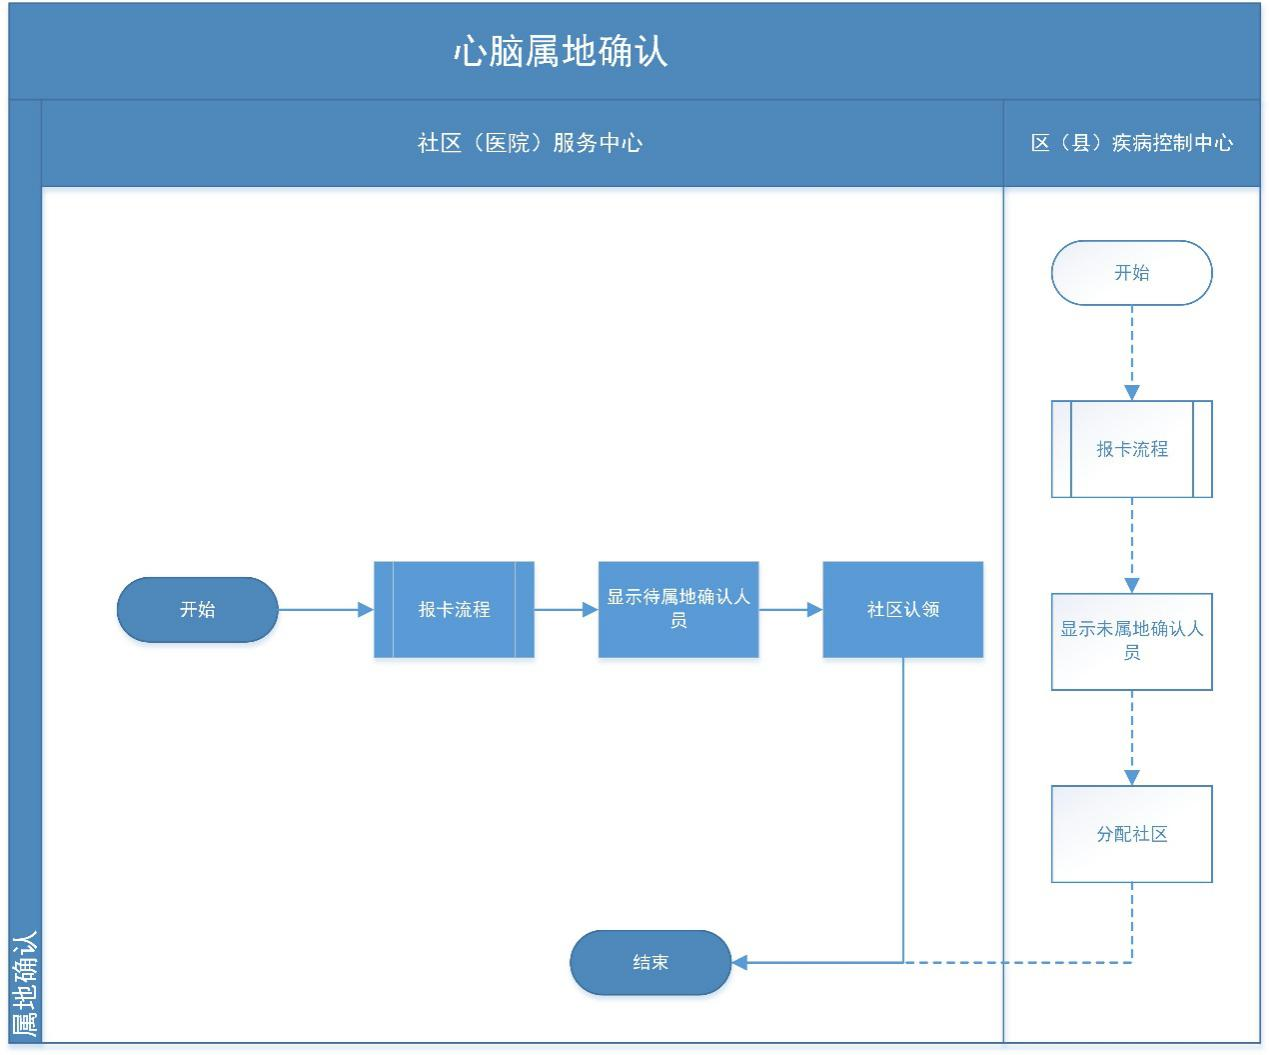 心脑属地确认
社区（医院）服务中心
区（县）疾病控制中心
开始
报卡流程
显示待属地确认人
员
社区认领
结束
开始
报卡流程
显示未属地确认人
员
分配社区
属地确认